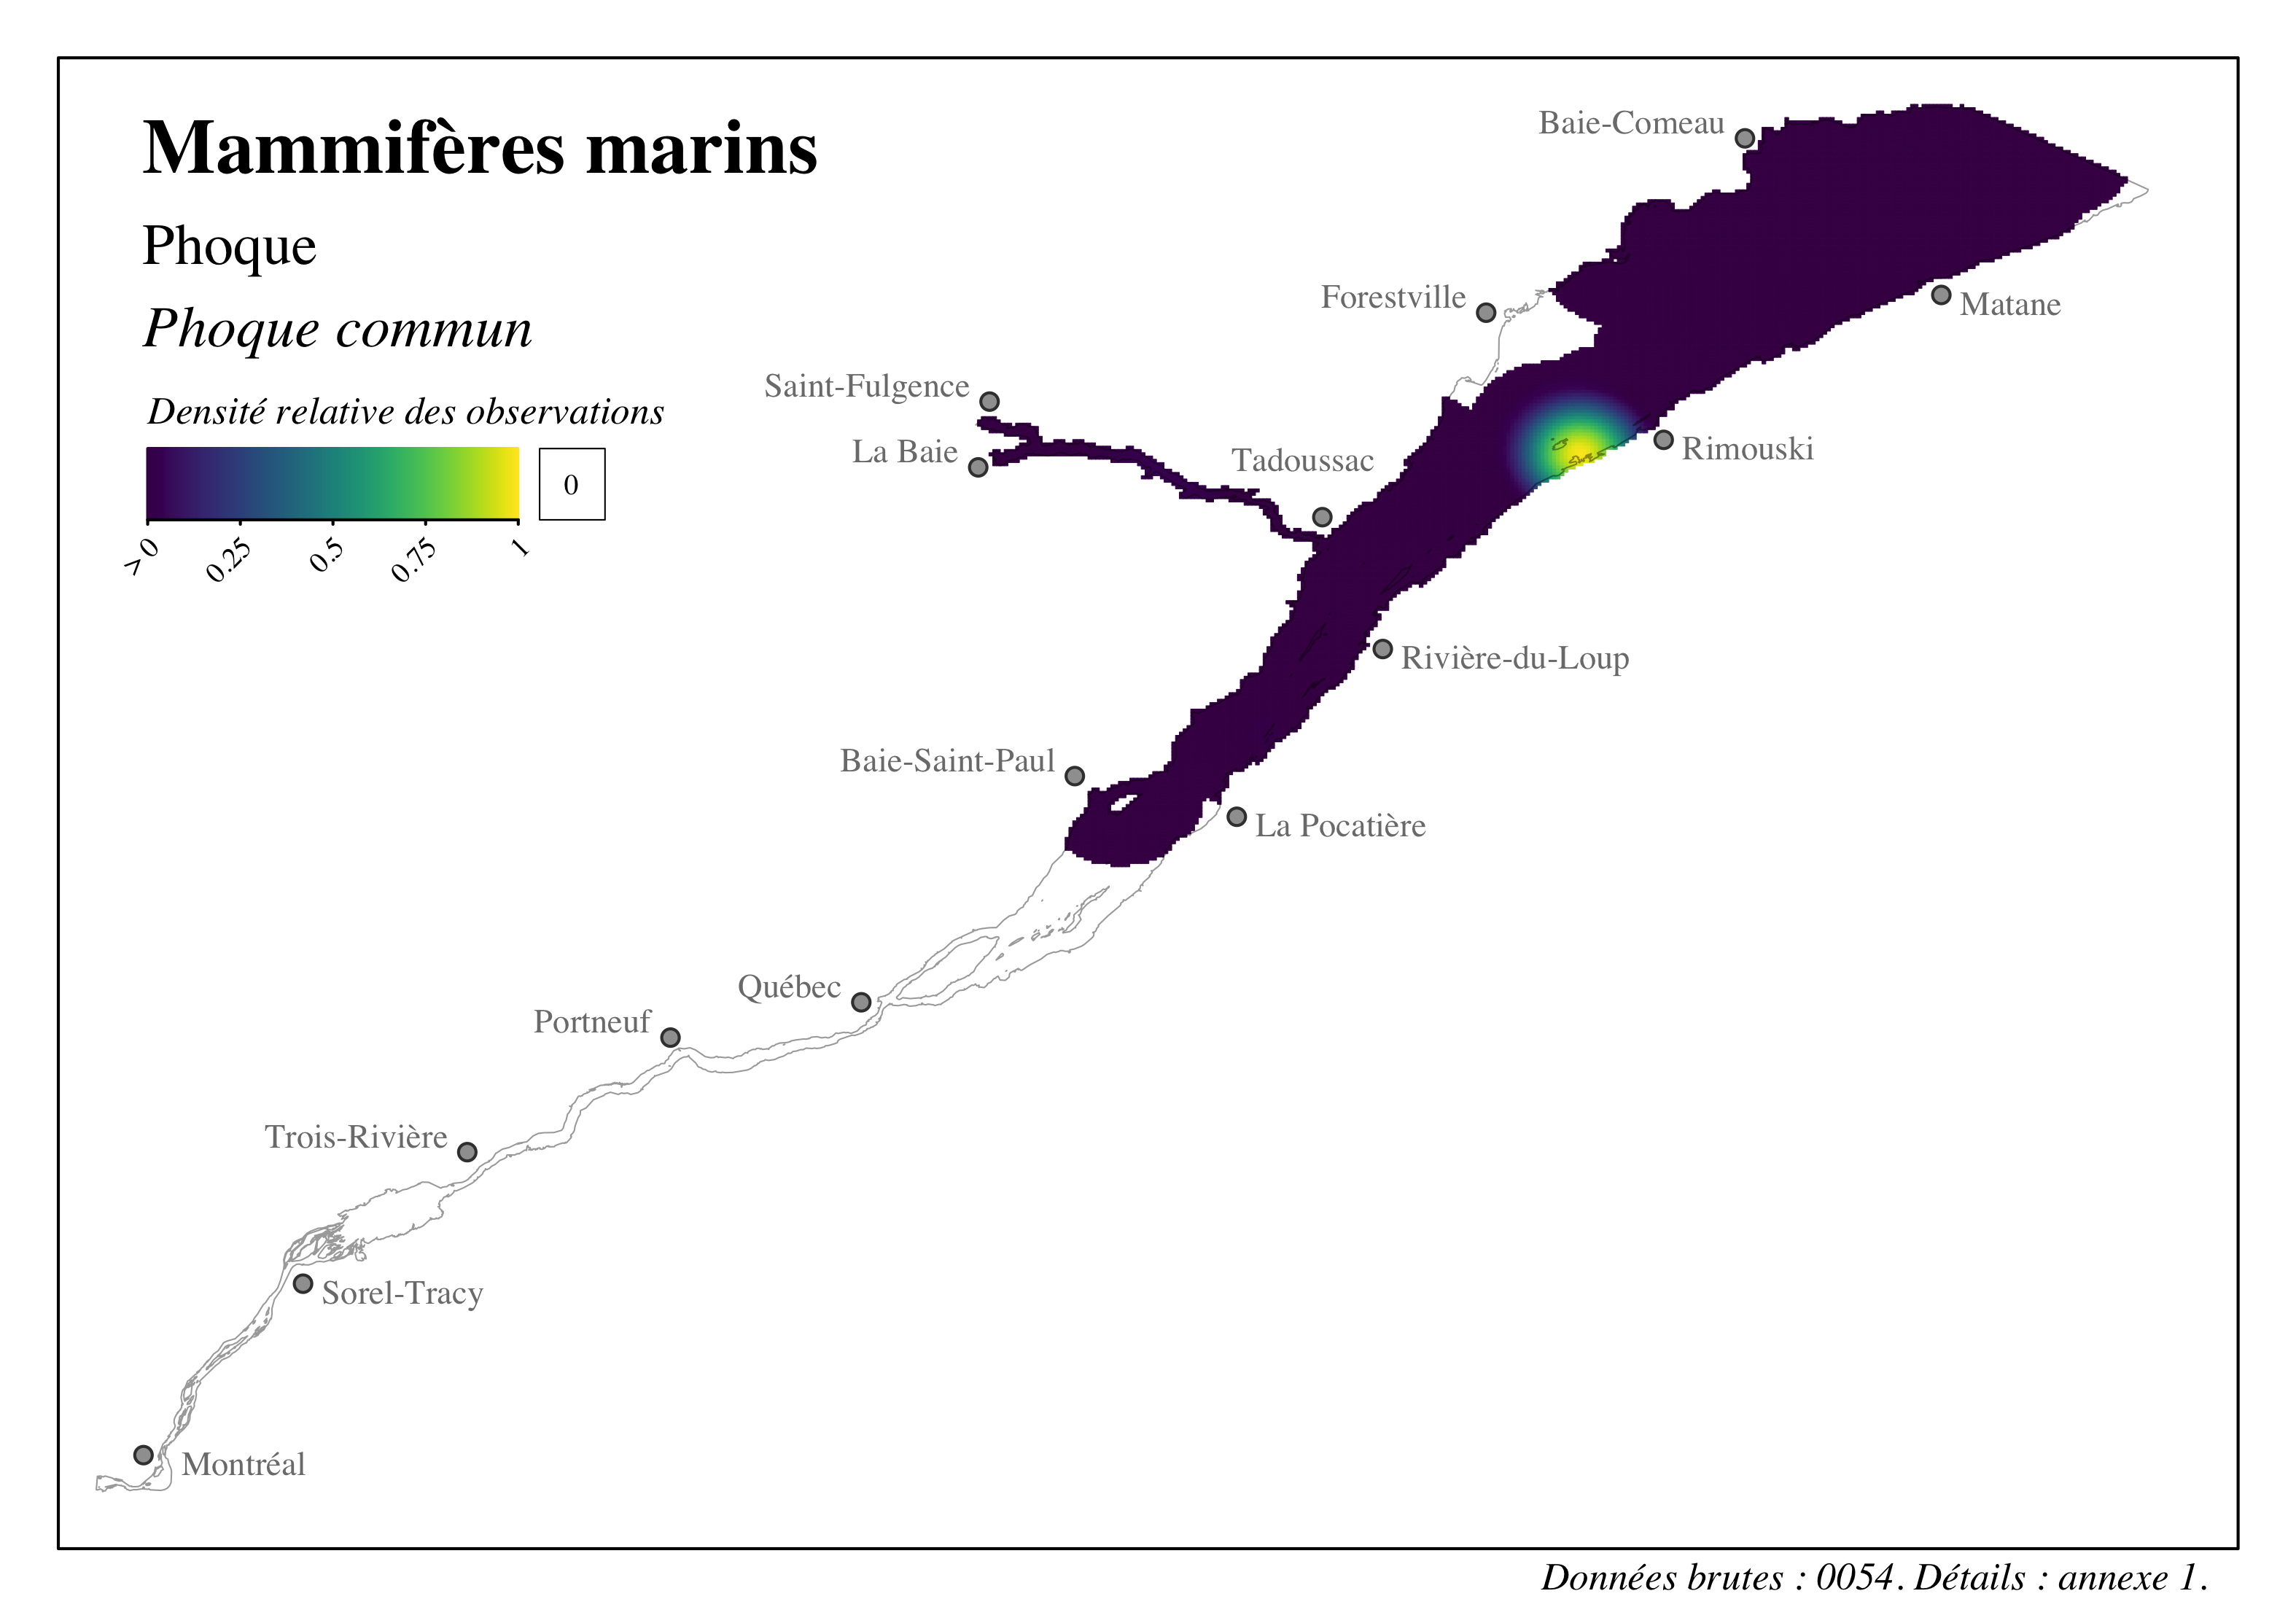 Mammifères marins
Phoque
Phoque commun
Densité relative des observations
0
> 0
0.25
0.5
0.75
1
Baie-Comeau
Forestville
Matane
Saint-Fulgence
La Baie
Tadoussac
Rimouski
Rivière-du-Loup
Baie-Saint-Paul
La Pocatière
Québec
Portneuf
Trois-Rivière
Sorel-Tracy
Montréal
Données brutes : 0054. Détails : annexe 1.